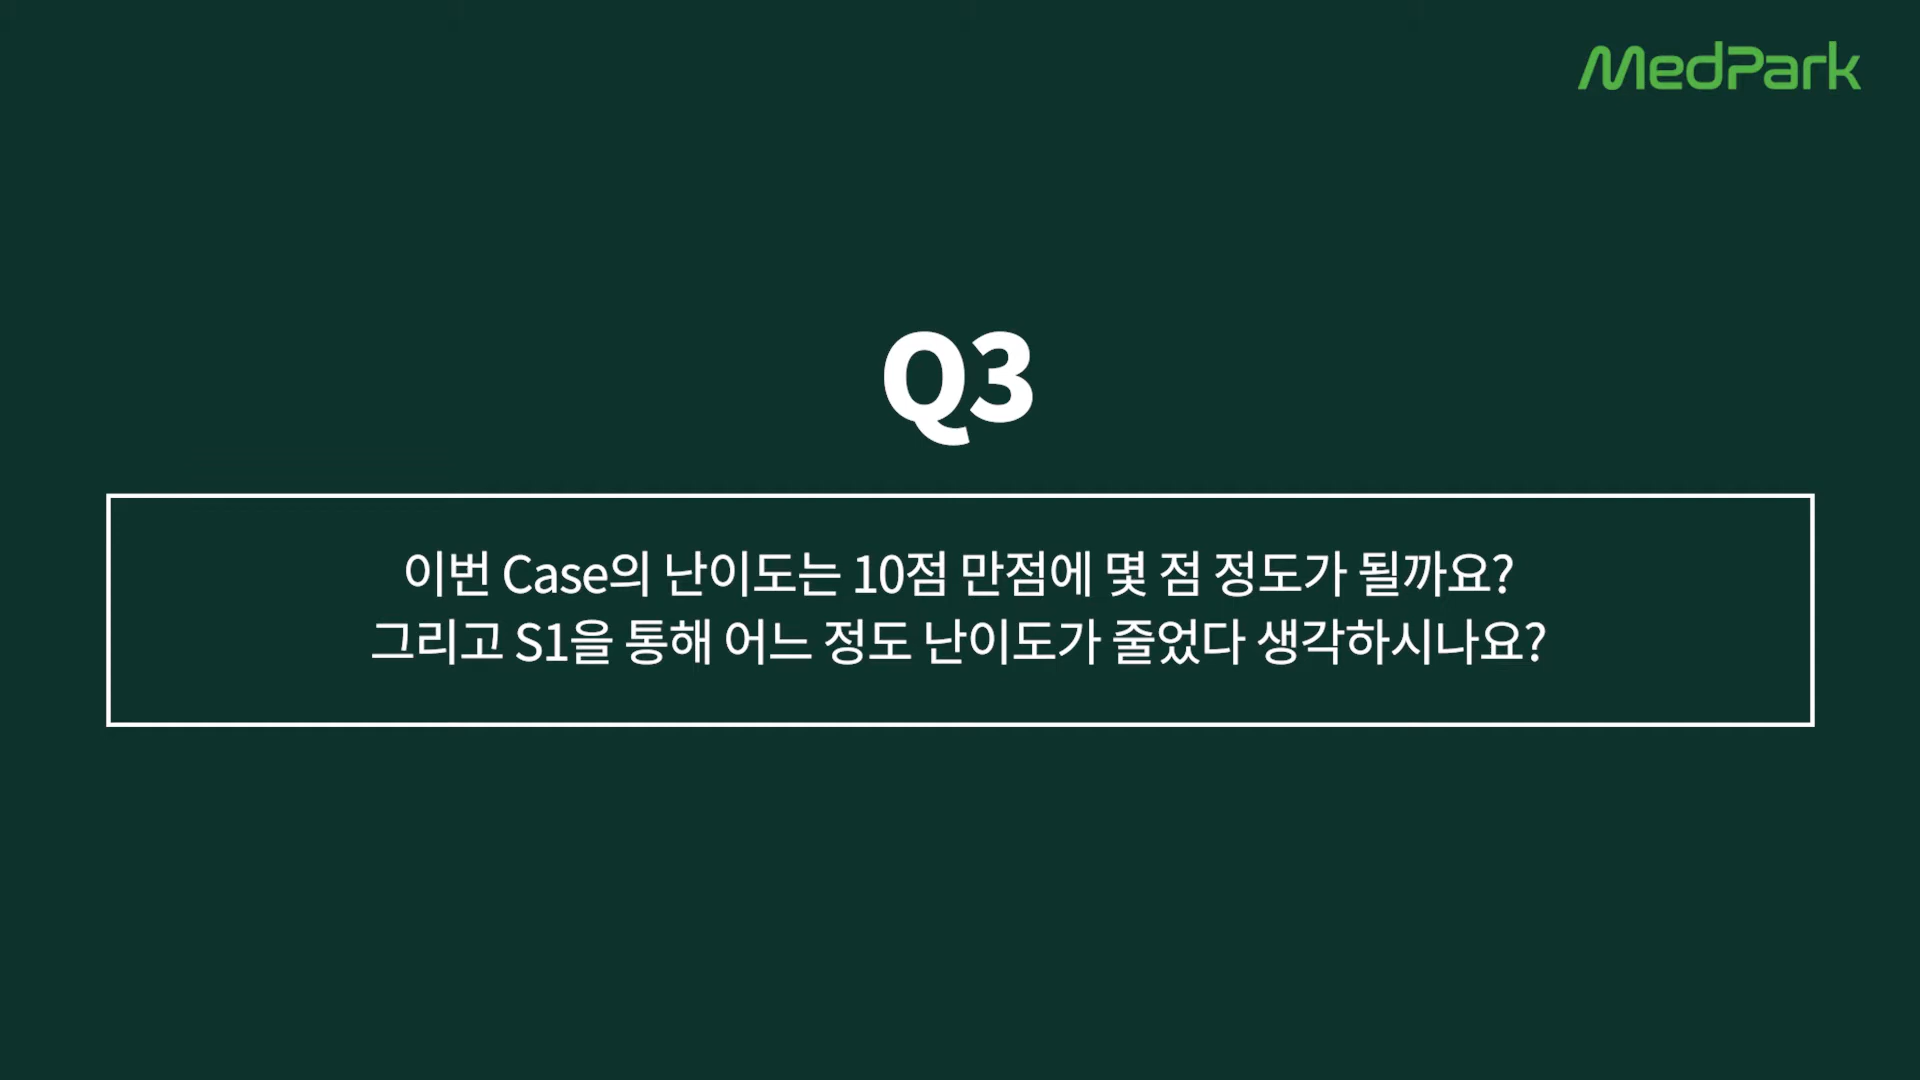 MedPark
Q3
이번 Case의 난이도는 10점 만점에 몇 점 정도가 될까요?
그리고 S1을 통해 어느 정도 난이도가 줄었다 생각하시나요?